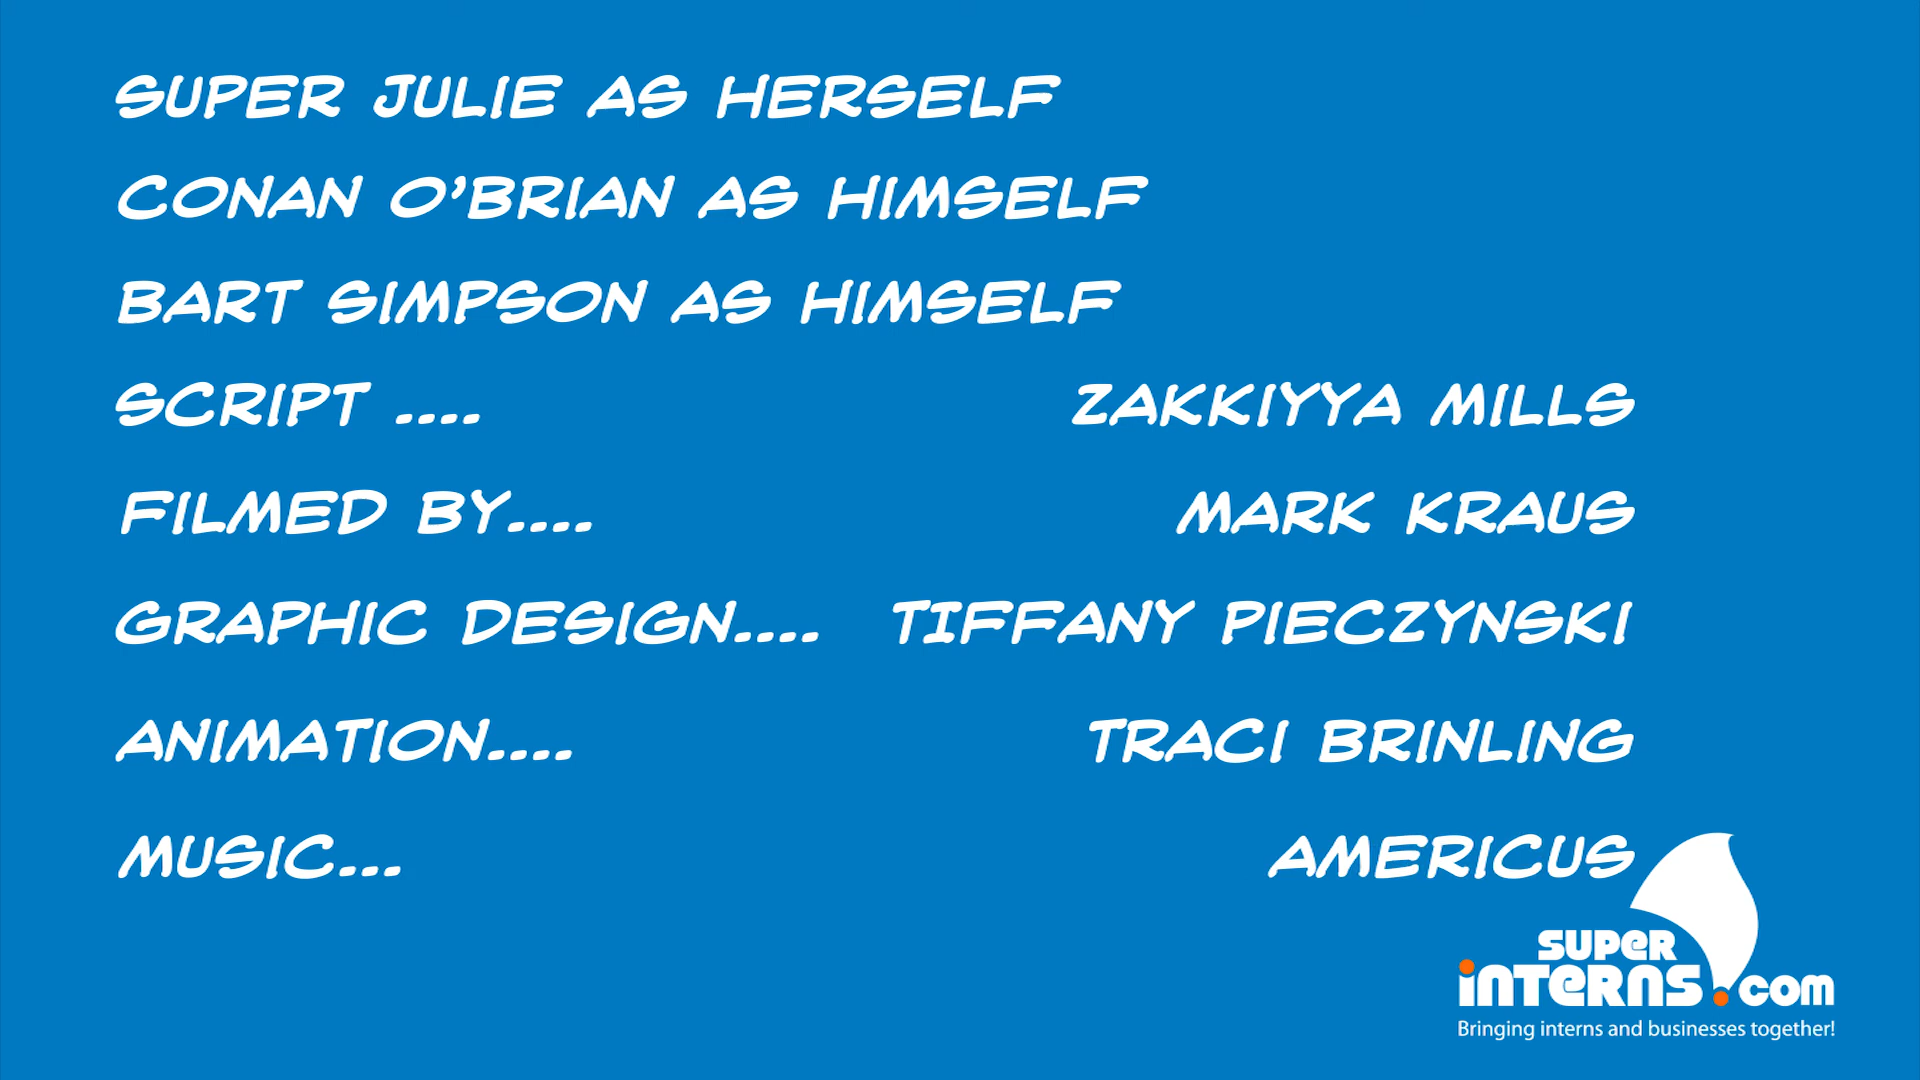 SUPER JULIE AS HERSELF
CONAN O'BRIAN AS HIMSELF
BART SIMPSON AS HIMSELF
SCRIPT .... ZAKKIYYA MILLS
FILMED BY.... MARK KRAUS
GRAPHIC DESIGN.... TIFFANY PIECZYNSKI
ANIMATION.... TRACI BRINLING
MUSIC... AMERICUS
SUPER
INTERNS.COM
Bringing interns and businesses together!